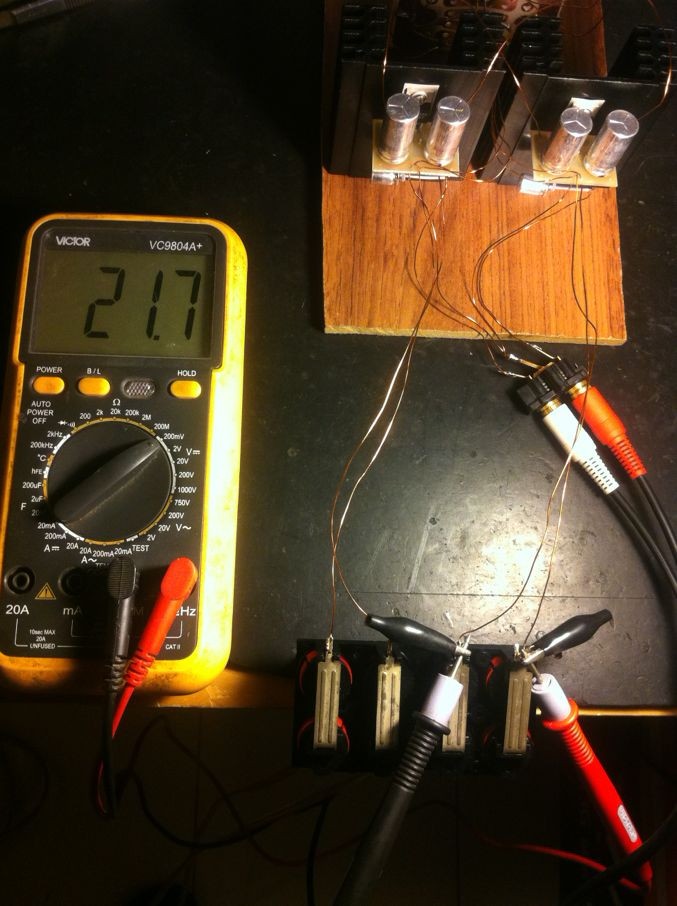 VICTOR VC9804A+
21.7
POWER B/L HOLD
AUTO
POWER
OFF
Ω
200 2k 20k 200k 2M
200M
2kHz
200mV
200kHz
2V V
℃
20V
hFE
200V
200uF
1000V
2uF
750V
F
200V
20mA
20V V~
A
2V
20A 20A 200mA 20mA TEST
A~
20A mA Hz
10sec MAX
20A
UNFUSED
CAT II